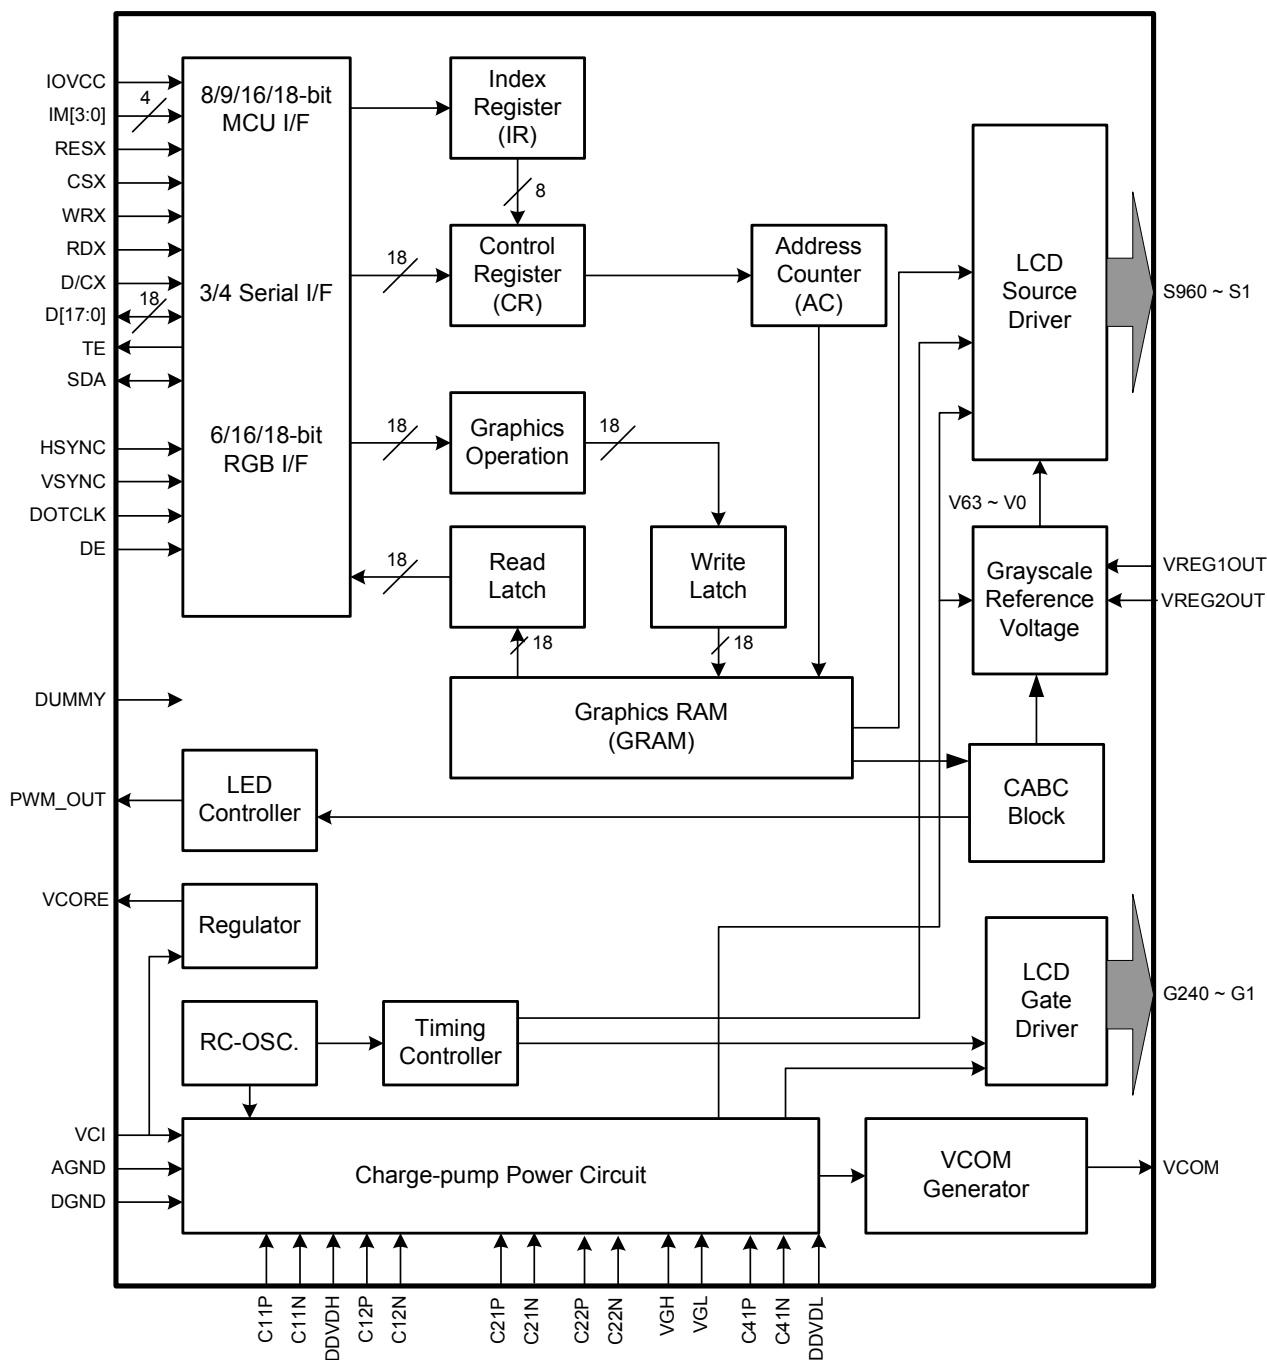 IOVCC
IM[3:0]
4
RESX
CSX
WRX
RDX
D/CX
D[17:0]
18
TE
SDA
HSYNC
VSYNC
DOTCLK
DE
DUMMY
PWM_OUT
VCORE
VCI
AGND
DGND
8/9/16/18-bit
MCU I/F
3/4 Serial I/F
6/16/18-bit
RGB I/F
Index
Register
(IR)
8
18
Control
Register
(CR)
Address
Counter
(AC)
18
Graphics
Operation
18
18
Read
Latch
Write
Latch
18
18
Graphics RAM
(GRAM)
LCD
Source
Driver
S960 ~ S1
V63 ~ V0
Grayscale
Reference
Voltage
VREG1OUT
VREG2OUT
CABC
Block
LED
Controller
Regulator
RC-OSC.
Timing
Controller
LCD
Gate
Driver
G240 ~ G1
Charge-pump Power Circuit
VCOM
Generator
VCOM
C11P
C11N
DDVDH
C12P
C12N
C21P
C21N
C22P
C22N
VGH
VGL
C41P
C41N
DDVDL